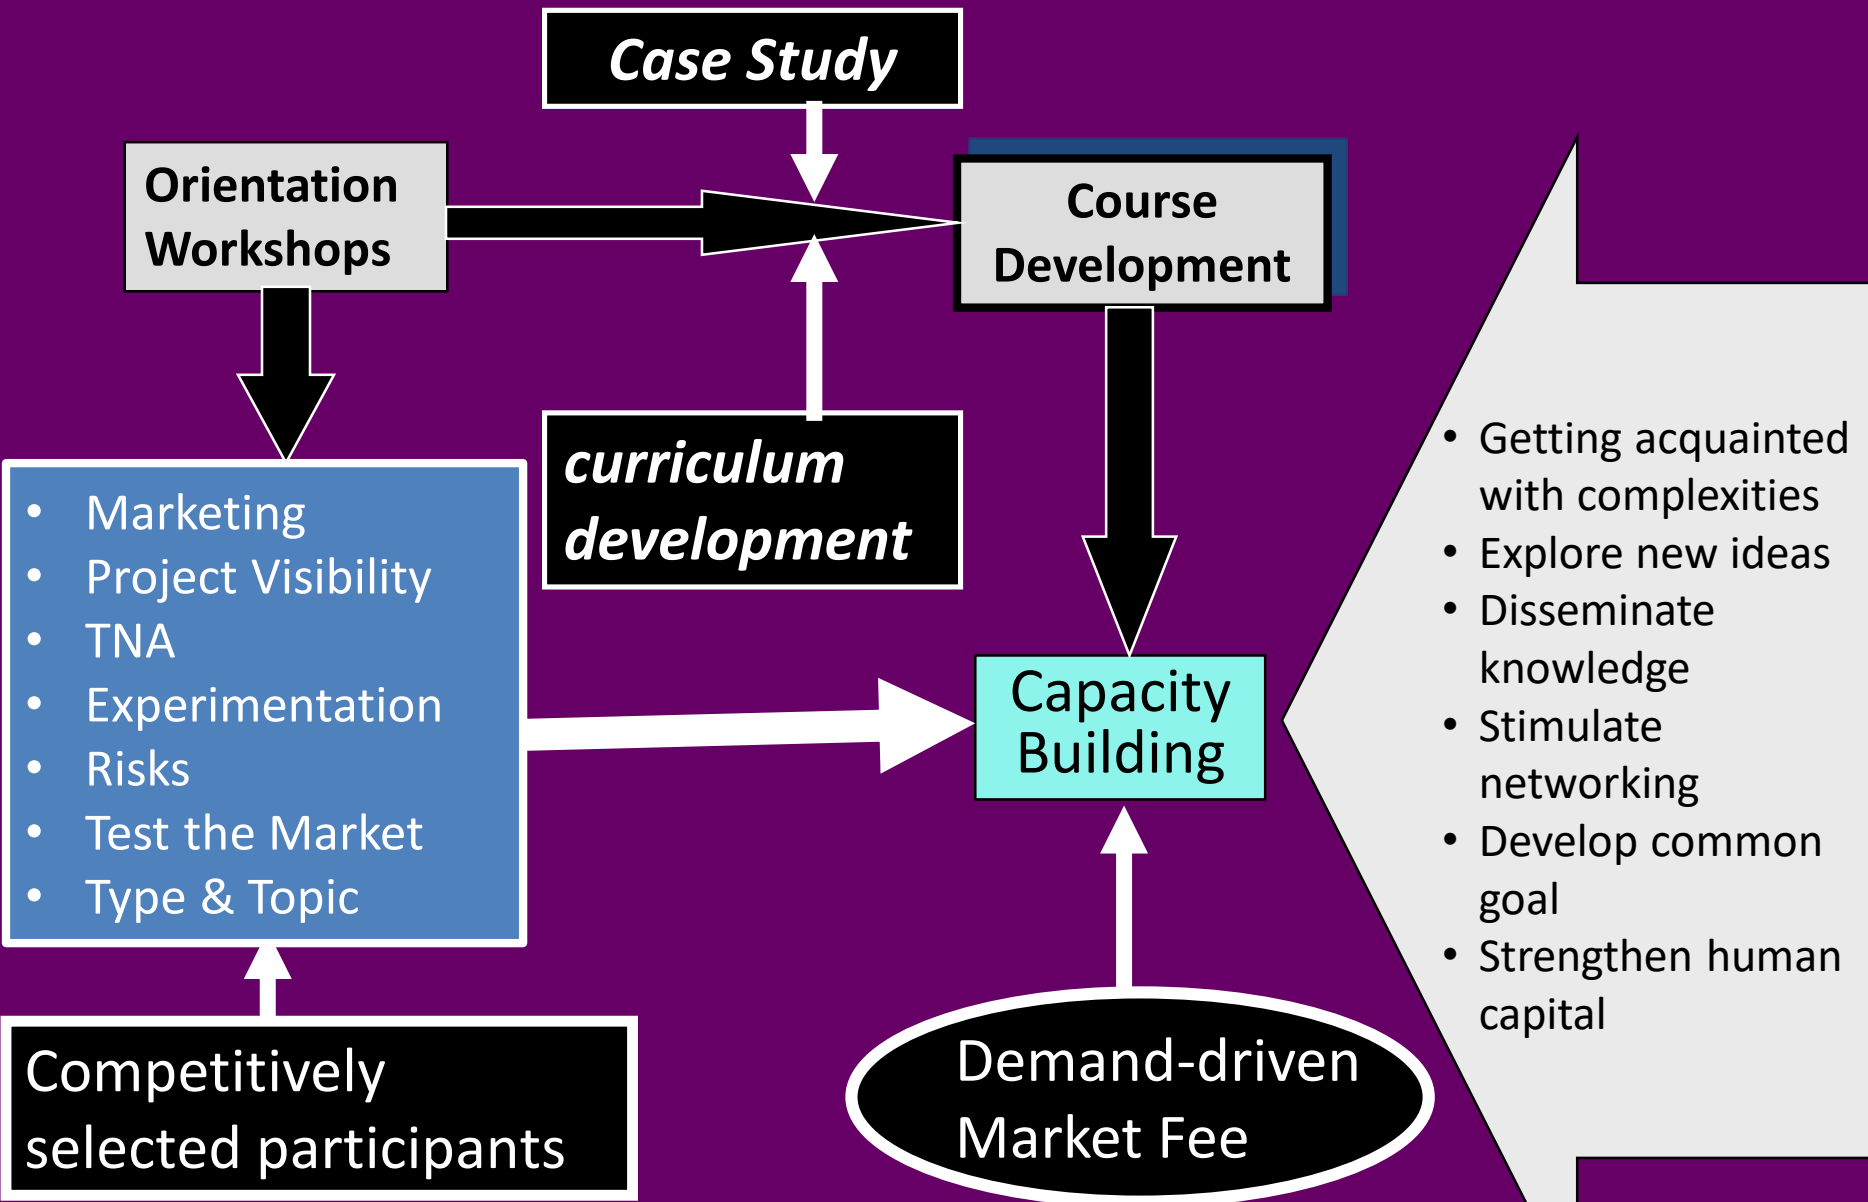 Case Study
Orientation
Workshops
Course
Development
curriculum
development
• Marketing
• Project Visibility
• TNA
• Experimentation
• Risks
• Test the Market
• Type & Topic
Capacity
Building
• Getting acquainted
with complexities
• Explore new ideas
• Disseminate
knowledge
• Stimulate
networking
• Develop common
goal
• Strengthen human
capital
Competitively
selected participants
Demand-driven
Market Fee